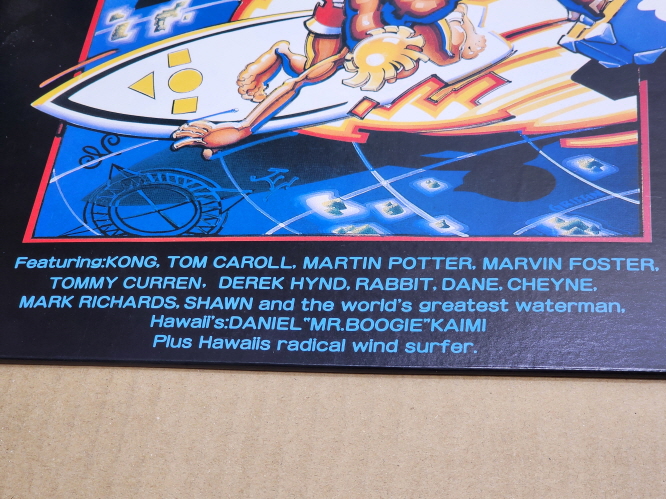 Featuring:KONG, TOM CAROLL, MARTIN POTTER, MARVIN FOSTER,
TOMMY CURREN, DEREK HYND, RABBIT, DANE, CHEYNE,
MARK RICHARDS, SHAWN and the world's greatest waterman,
Hawaii's:DANIEL "MR.BOOGIE"KAIMI
Plus Hawaiis radical wind surfer.